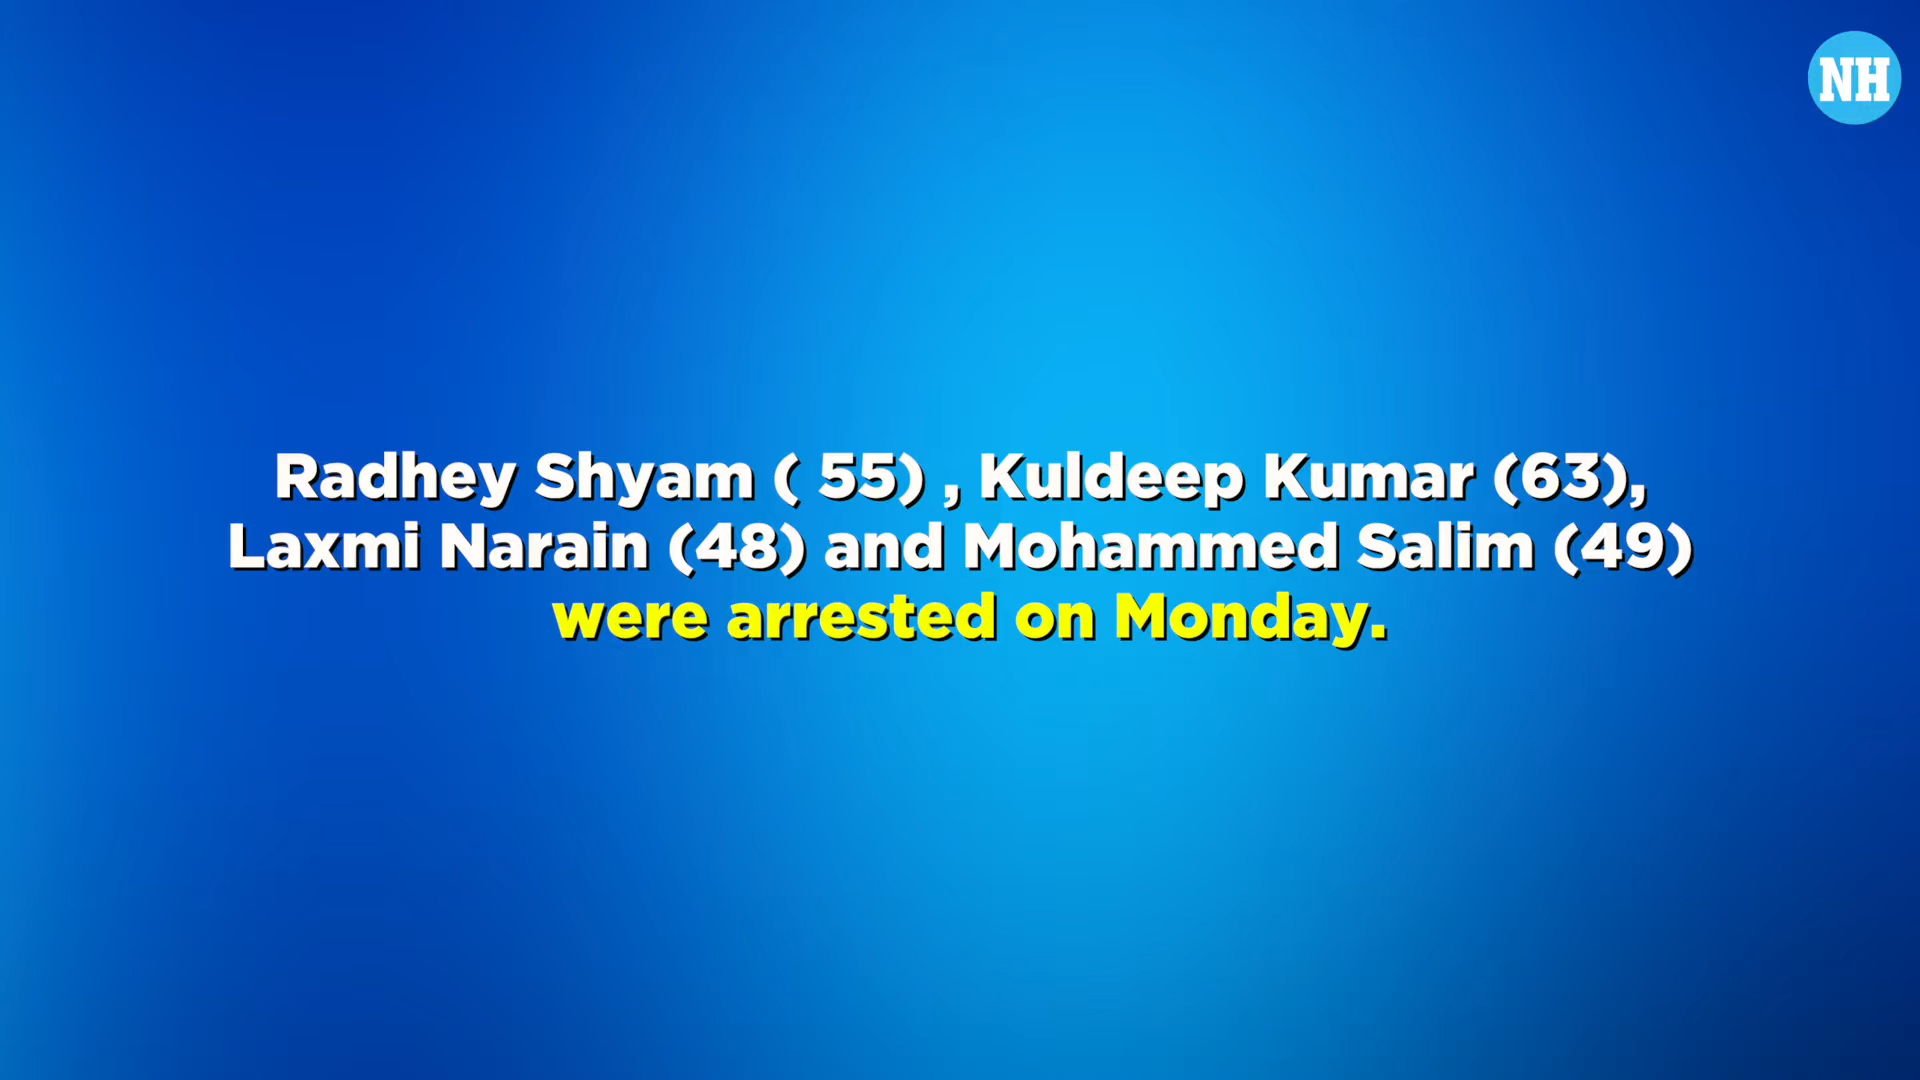 NH
Radhey Shyam ( 55) , Kuldeep Kumar (63),
Laxmi Narain (48) and Mohammed Salim (49)
were arrested on Monday.